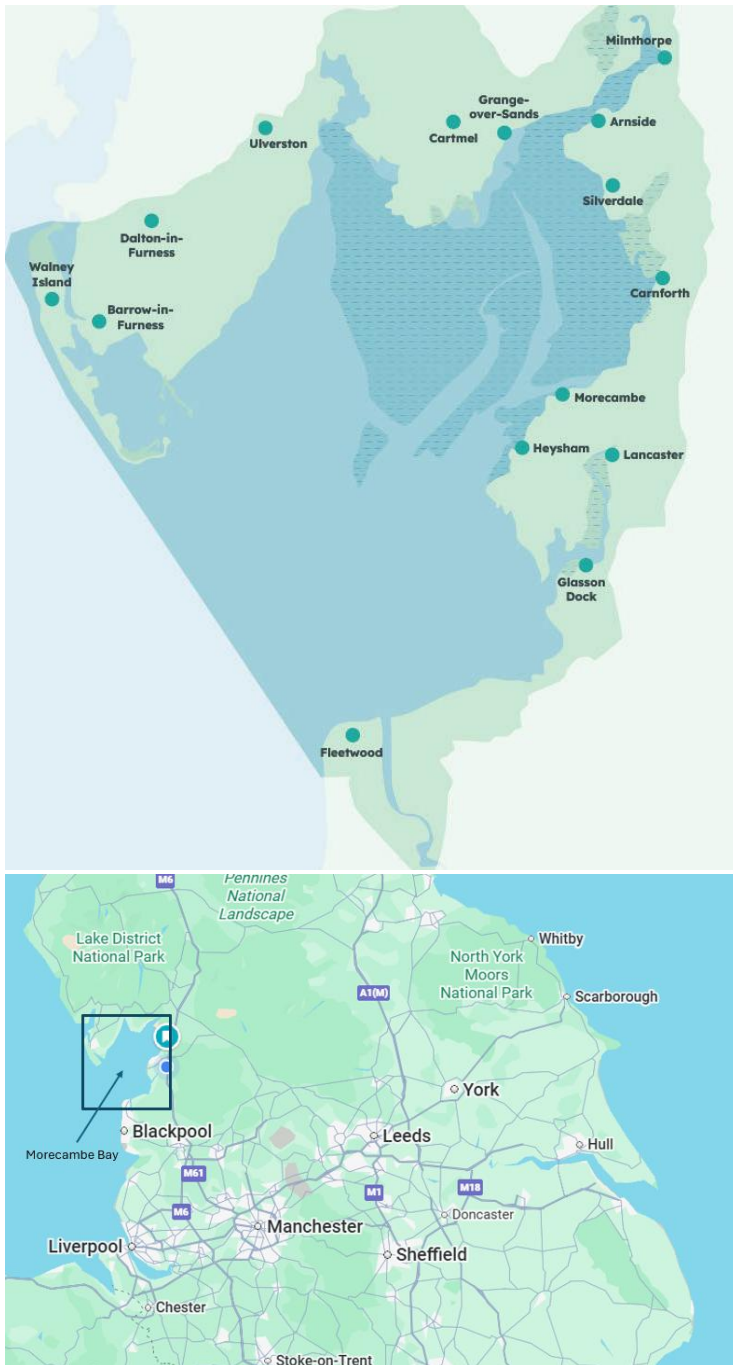 Milnthorpe
Grange-
over-Sands
Arnside
Cartmel
Ulverston
Silverdale
Dalton-in-
Furness
Walney
Island
Carnforth
Barrow-in-
Furness
Morecambe
Heysham
Lancaster
Glasson
Dock
Fleetwood
M6
Pennines
National
Landscape
Lake District
National Park
Whitby
North York
Moors
National Park
A1(M)
Scarborough
York
Blackpool
Leeds
Hull
Morecambe Bay
M61
M1
M18
M6
Doncaster
Manchester
Liverpool
Sheffield
Chester
Stoke-on-Trent